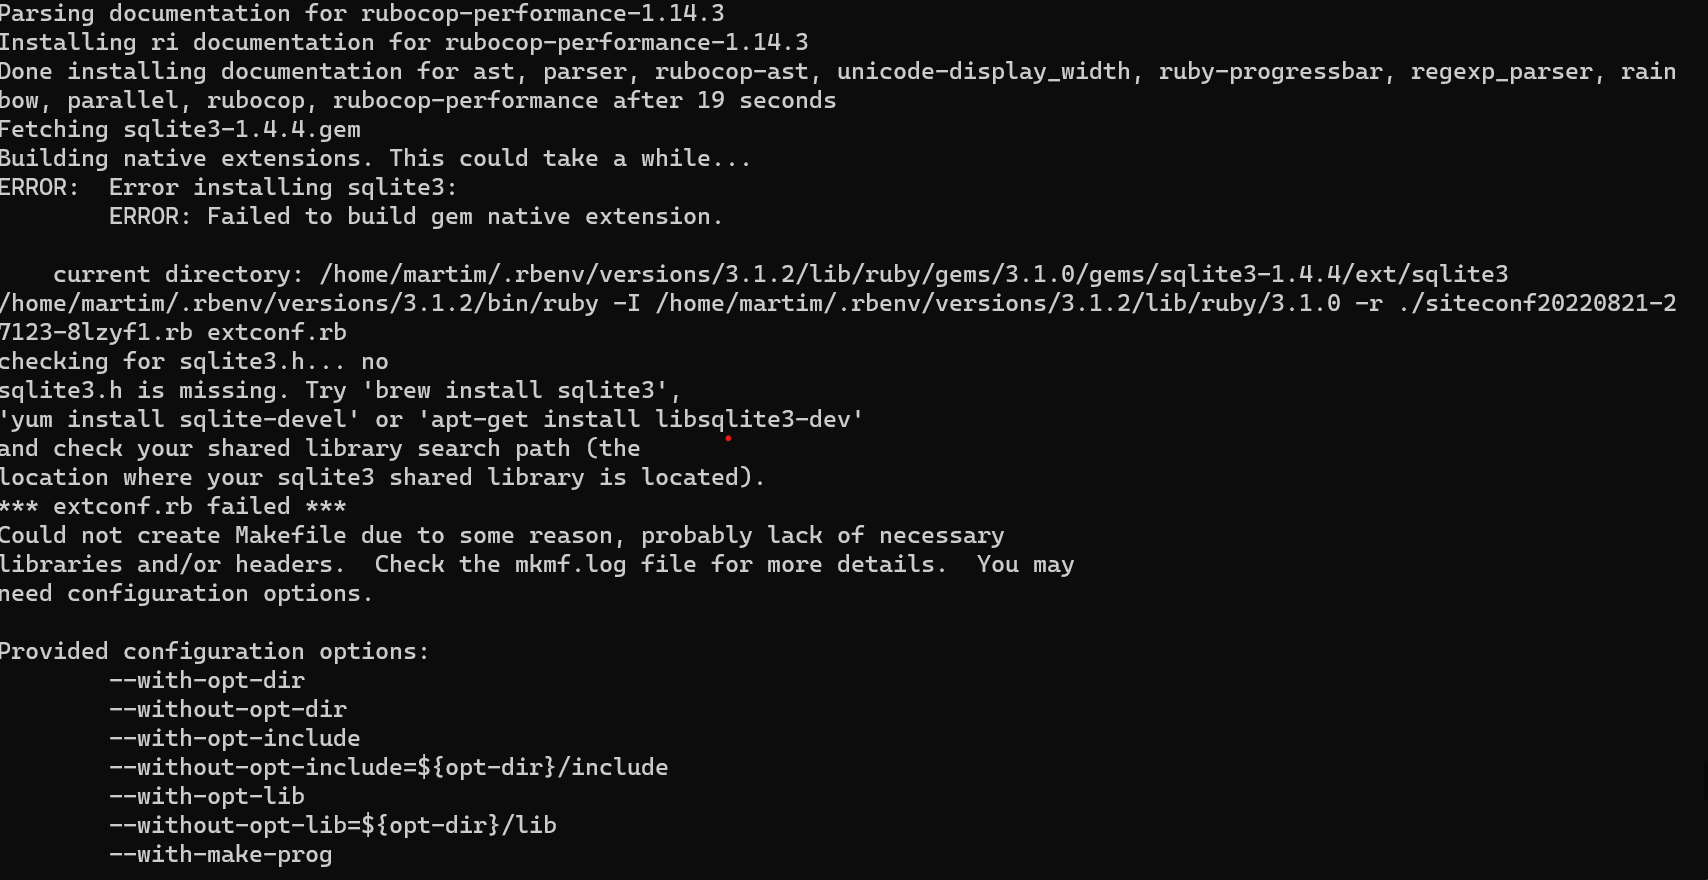 Parsing documentation for rubocop-performance-1.14.3
Installing ri documentation for rubocop-performance-1.14.3
Done installing documentation for ast, parser, rubocop-ast, unicode-display_width, ruby-progressbar, regexp_parser, rain
bow, parallel, rubocop, rubocop-performance after 19 seconds
Fetching sqlite3-1.4.4.gem
Building native extensions. This could take a while...
ERROR:  Error installing sqlite3:
        ERROR: Failed to build gem native extension.

    current directory: /home/martim/.rbenv/versions/3.1.2/lib/ruby/gems/3.1.0/gems/sqlite3-1.4.4/ext/sqlite3
/home/martim/.rbenv/versions/3.1.2/bin/ruby -I /home/martim/.rbenv/versions/3.1.2/lib/ruby/3.1.0 -r ./siteconf20220821-2
7123-8lzyf1.rb extconf.rb
checking for sqlite3.h... no
sqlite3.h is missing. Try 'brew install sqlite3',
'yum install sqlite-devel' or 'apt-get install libsqlite3-dev'
and check your shared library search path (the
location where your sqlite3 shared library is located).
*** extconf.rb failed ***
Could not create Makefile due to some reason, probably lack of necessary
libraries and/or headers.  Check the mkmf.log file for more details.  You may
need configuration options.

Provided configuration options:
        --with-opt-dir
        --without-opt-dir
        --with-opt-include
        --without-opt-include=${opt-dir}/include
        --with-opt-lib
        --without-opt-lib=${opt-dir}/lib
        --with-make-prog